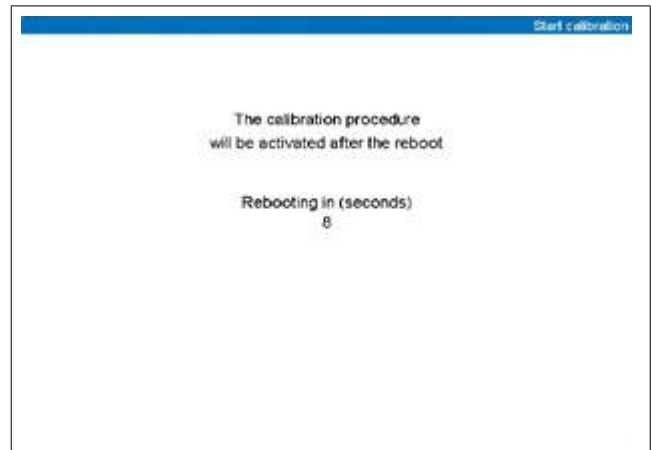 Start calibration
The calibration procedure
will be activated after the reboot
Rebooting in (seconds)
8